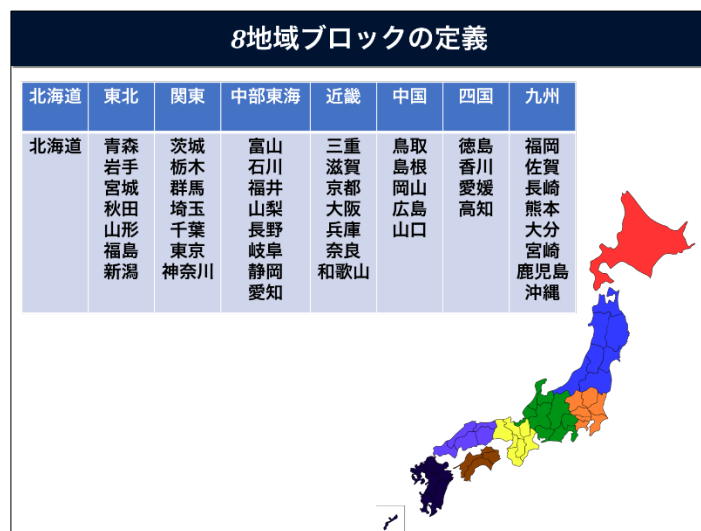 8地域ブロックの定義
北海道 東北 関東 中部東海 近畿 中国 四国 九州
北海道 青森 茨城 富山 三重 鳥取 徳島 福岡
岩手 栃木 石川 滋賀 島根 香川 佐賀
宮城 群馬 福井 京都 岡山 愛媛 長崎
秋田 埼玉 山梨 大阪 広島 高知 熊本
山形 千葉 長野 兵庫 山口 大分
福島 東京 岐阜 奈良 宮崎
新潟 神奈川 静岡 和歌山 鹿児島
愛知 沖縄